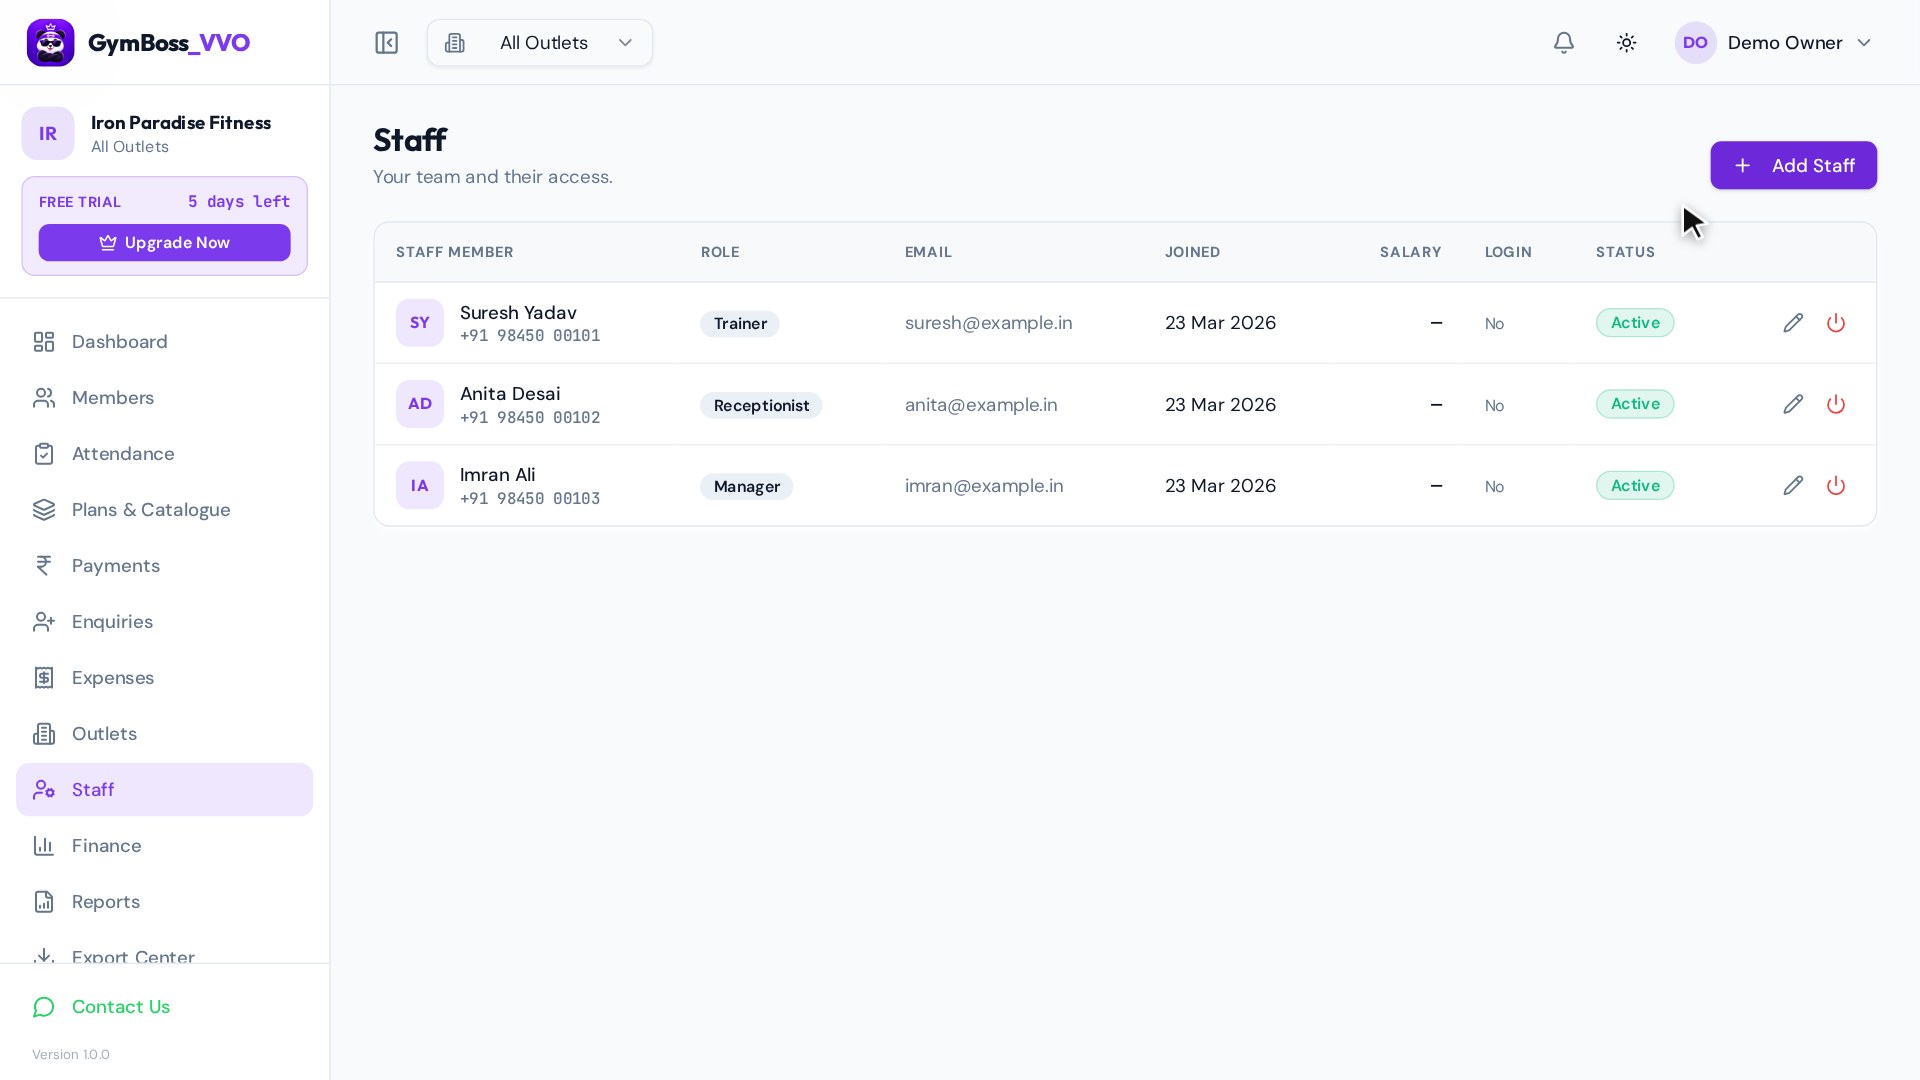 GymBoss_VVO
All Outlets
DO Demo Owner
IR
Iron Paradise Fitness
All Outlets
FREE TRIAL 5 days left
Upgrade Now
Dashboard
Members
Attendance
Plans & Catalogue
Payments
Enquiries
Expenses
Outlets
Staff
Finance
Reports
Export Center
Contact Us
Version 1.0.0
Staff
Your team and their access.
Add Staff
STAFF MEMBER ROLE EMAIL JOINED SALARY LOGIN STATUS
SY Suresh Yadav Trainer suresh@example.in 23 Mar 2026 – No Active
+91 98450 00101
AD Anita Desai Receptionist anita@example.in 23 Mar 2026 – No Active
+91 98450 00102
IA Imran Ali Manager imran@example.in 23 Mar 2026 – No Active
+91 98450 00103